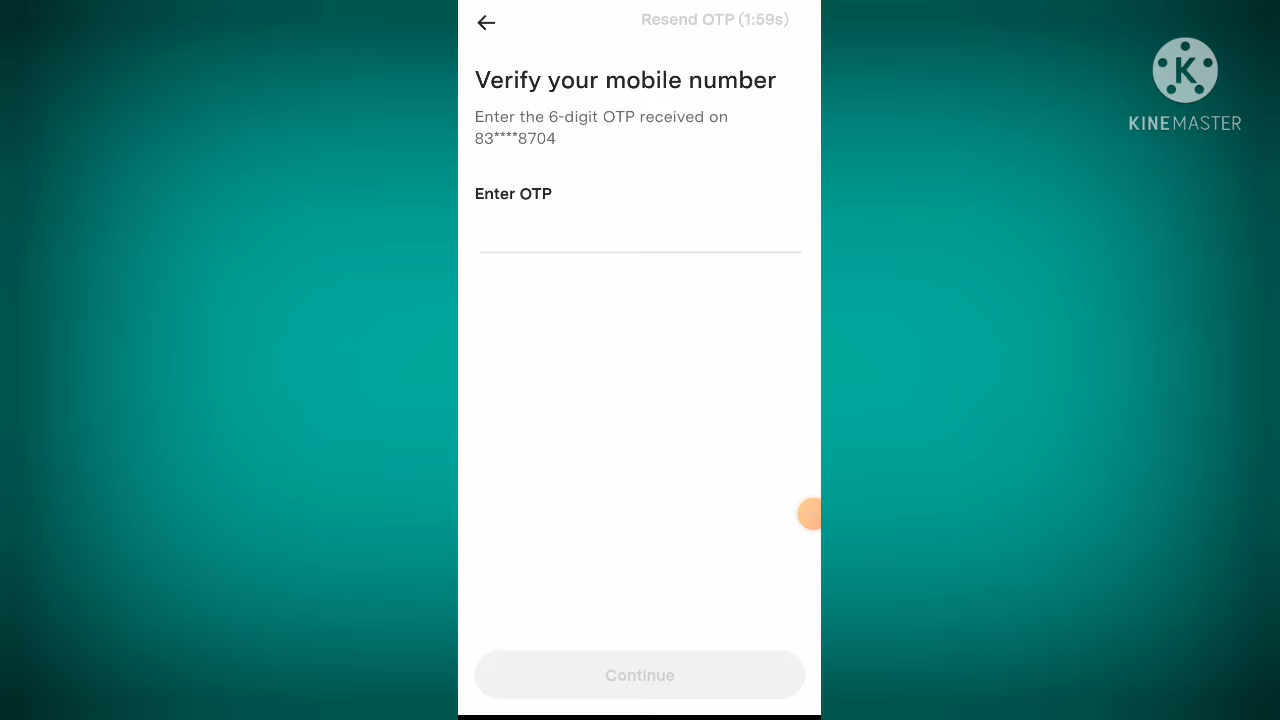 Resend OTP (1:59s)
Verify your mobile number
Enter the 6-digit OTP received on
83****8704
Enter OTP
Continue
K
KINEMASTER